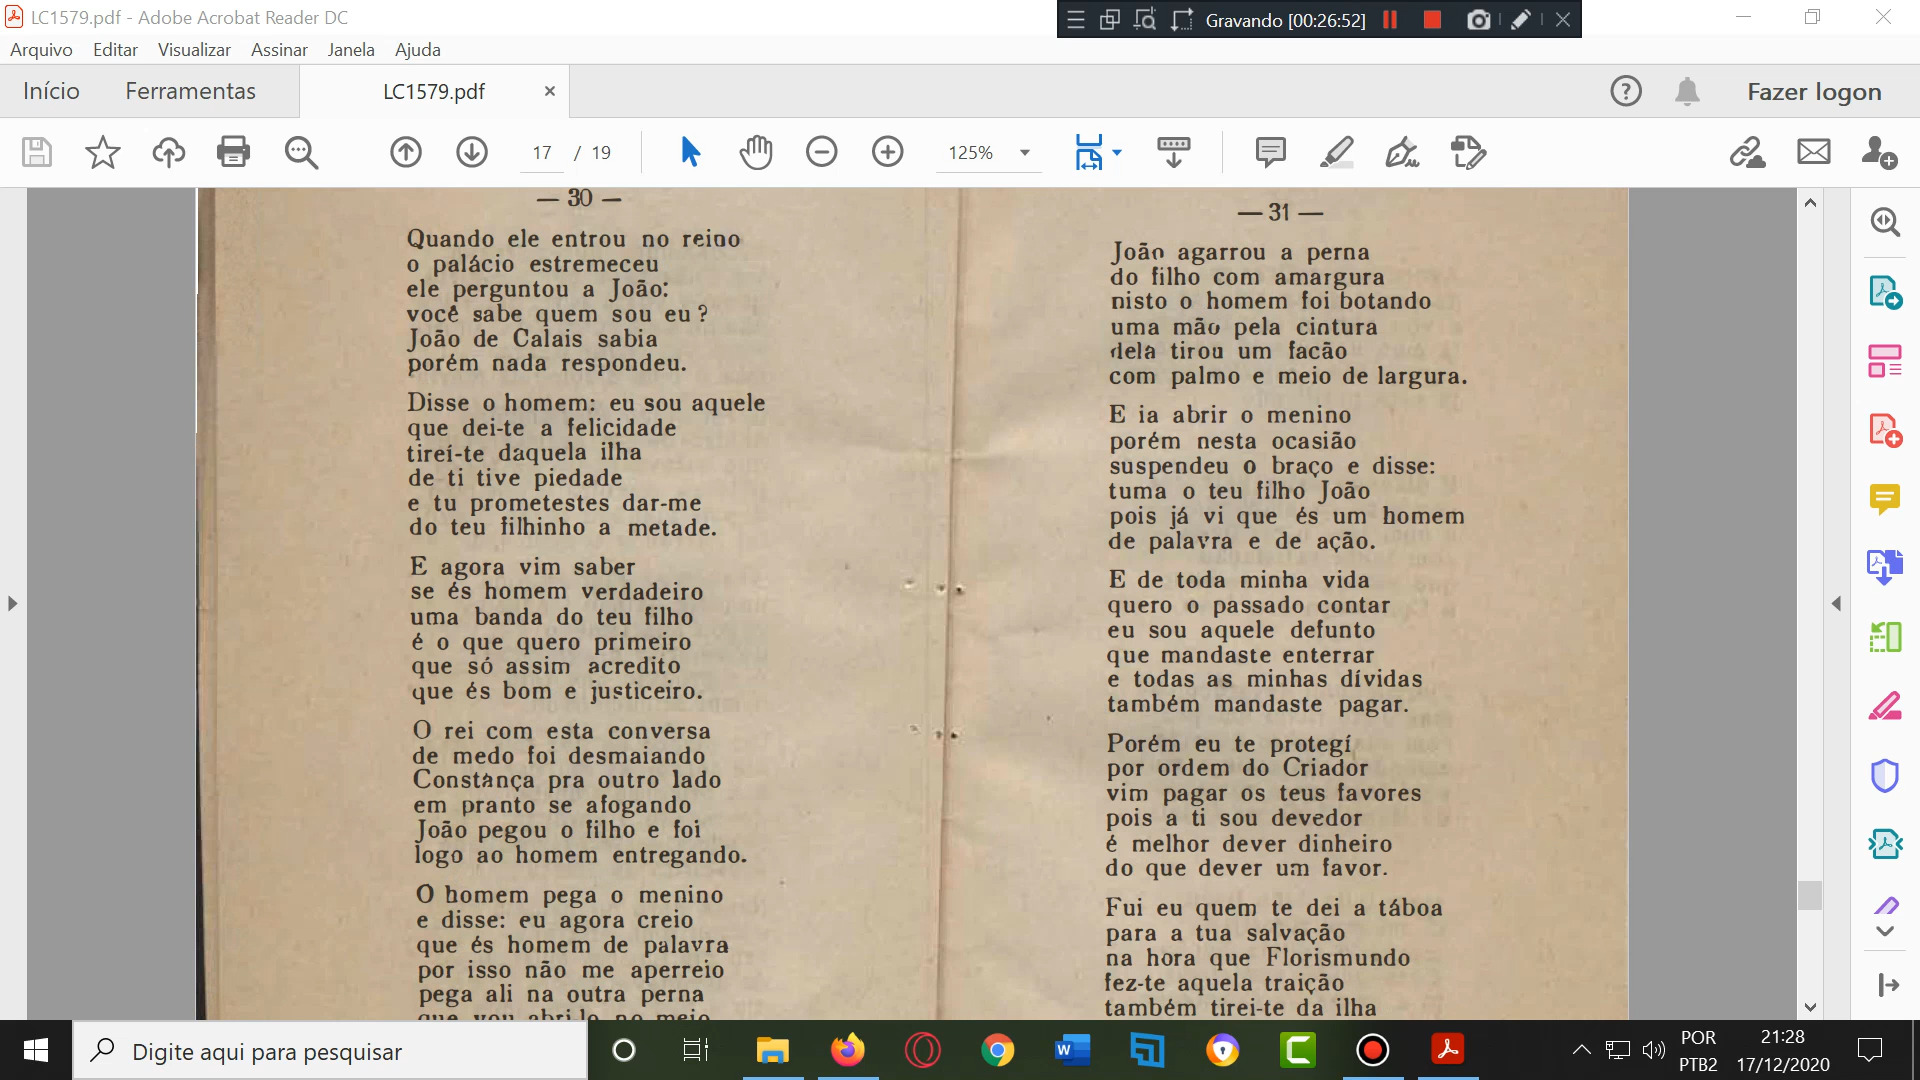 LC1579.pdf - Adobe Acrobat Reader DC
Gravando [00:26:52]
Arquivo Editar Visualizar Assinar Janela Ajuda
Início Ferramentas LC1579.pdf Fazer logon
17 / 19 125%
— 30 —
Quando ele entrou no reino
o palácio estremeceu
ele perguntou a João:
você sabe quem sou eu?
João de Calais sabia
porém nada respondeu.
Disse o homem: eu sou aquele
que dei-te a felicidade
tireí-te daquela ilha
de ti tive piedade
e tu prometestes dar-me
do teu filhinho a metade.
E agora vim saber
se és homem verdadeiro
uma banda do teu filho
é o que quero primeiro
que só assim acredito
que és bom e justiceiro.
O rei com esta conversa
de medo foi desmaiando
Constança pra outro lado
em pranto se afogando
João pegou o filho e foi
logo ao homem entregando.
O homem pega o menino
e disse: eu agora creio
que és homem de palavra
por isso não me aperreio
pega ali na outra perna
que vou abri-lo no meio
— 31 —
João agarrou a perna
do filho com amargura
nisto o homem foi botando
uma mão pela cintura
dela tirou um facão
com palmo e meio de largura.
E ia abrir o menino
porém nesta ocasião
suspendeu o braço e disse:
tuma o teu filho João
pois já vi que és um homem
de palavra e de ação.
E de toda minha vida
quero o passado contar
eu sou aquele defunto
que mandaste enterrar
e todas as minhas dívidas
também mandaste pagar.
Porém eu te protegí
por ordem do Criador
vim pagar os teus favores
pois a ti sou devedor
é melhor dever dinheiro
do que dever um favor.
Fui eu quem te dei a táboa
para a tua salvação
na hora que Florismundo
fez-te aquela traição
também tirei-te da ilha
Digite aqui para pesquisar
POR
PTB2
21:28
17/12/2020